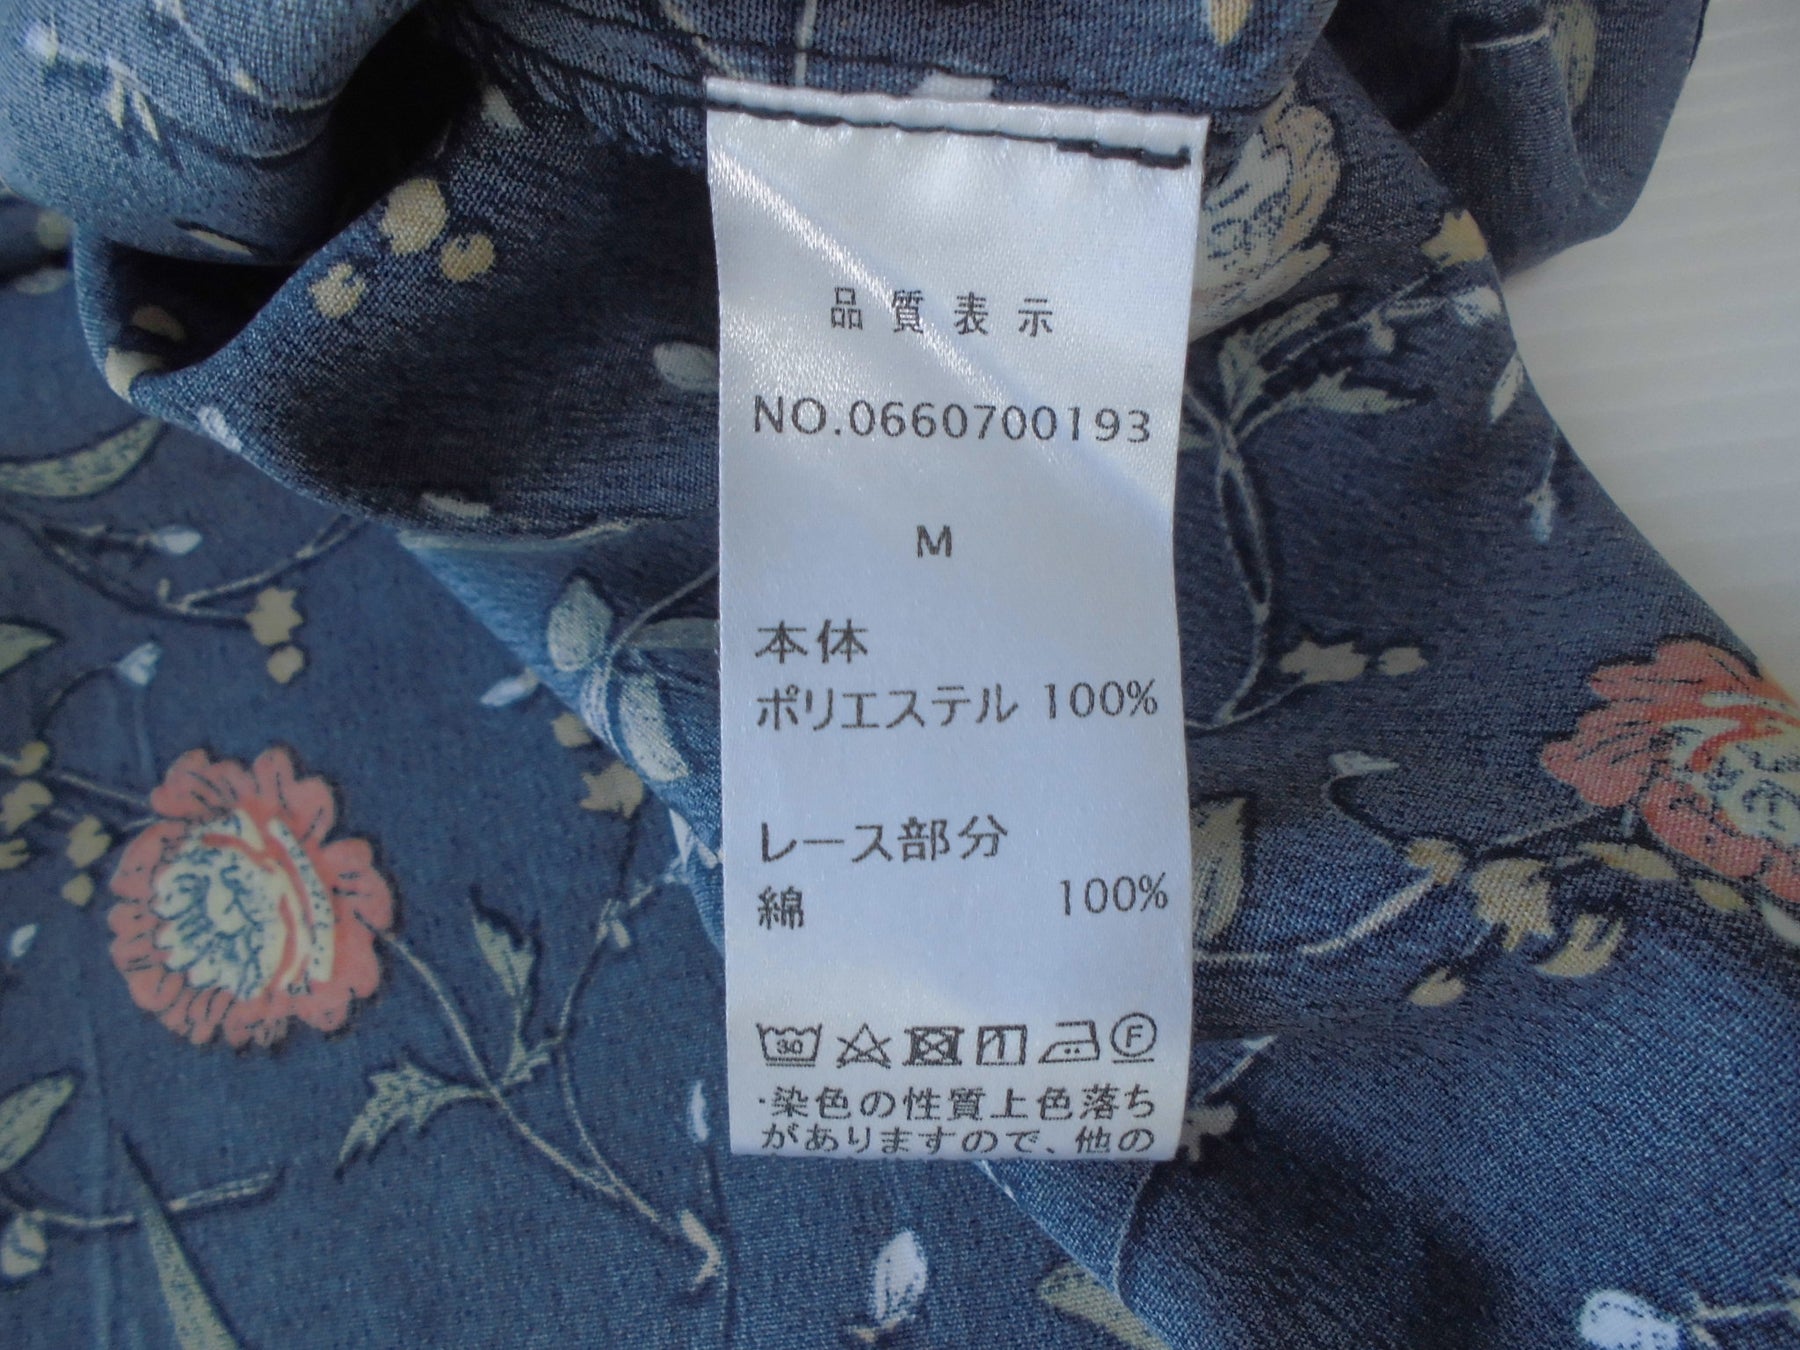 品質表示
NO.0660700193
M
本体
ポリエステル 100%
レース部分
綿 100%
30 F
・染色の性質上色落ち
がありますので、他の